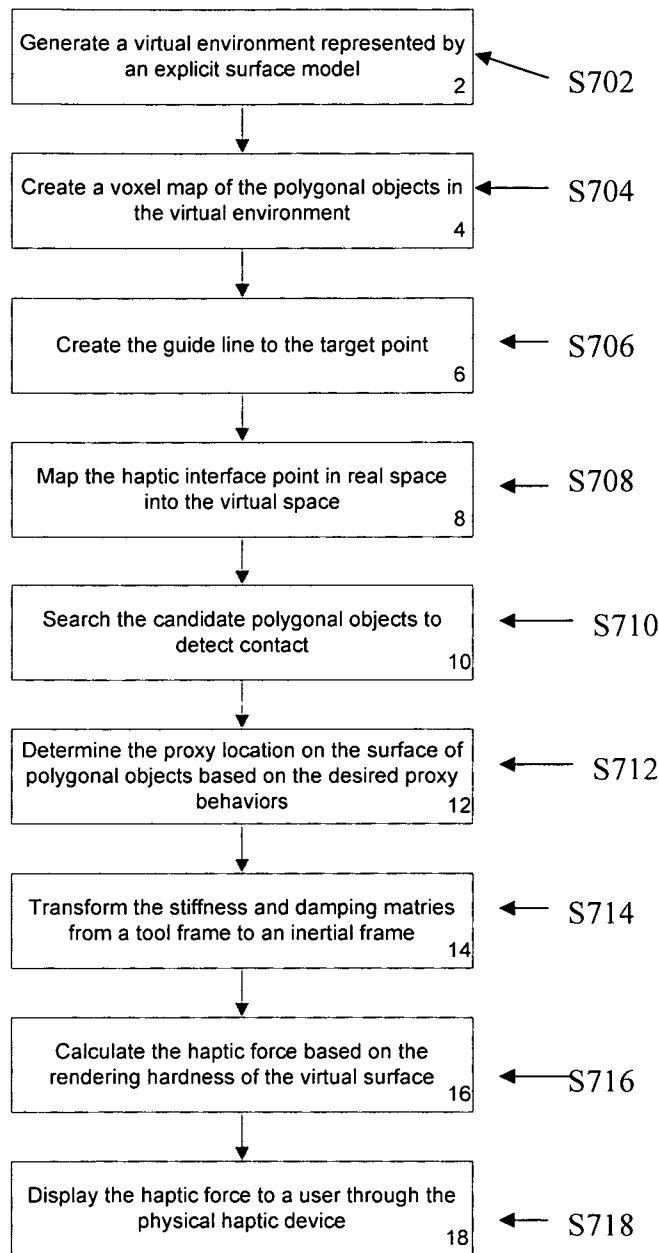 Generate a virtual environment represented by
an explicit surface model
2
S702
Create a voxel map of the polygonal objects in
the virtual environment
4
S704
Create the guide line to the target point
6
S706
Map the haptic interface point in real space
into the virtual space
8
S708
Search the candidate polygonal objects to
detect contact
10
S710
Determine the proxy location on the surface of
polygonal objects based on the desired proxy
behaviors
12
S712
Transform the stiffness and damping matries
from a tool frame to an inertial frame
14
S714
Calculate the haptic force based on the
rendering hardness of the virtual surface
16
S716
Display the haptic force to a user through the
physical haptic device
18
S718